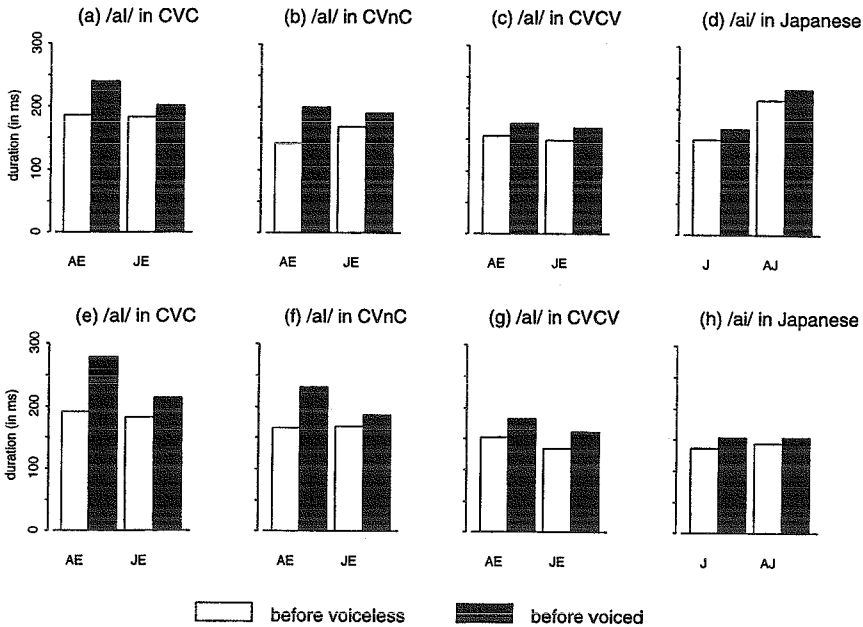 (a) /aI/ in CVC (b) /aI/ in CVnC (c) /aI/ in CVCV (d) /ai/ in Japanese
duration (in ms)
300
200
100
0
AE JE AE JE AE JE J AJ
(e) /aI/ in CVC (f) /aI/ in CVnC (g) /aI/ in CVCV (h) /ai/ in Japanese
duration (in ms)
300
200
100
0
AE JE AE JE AE JE J AJ
before voiceless before voiced